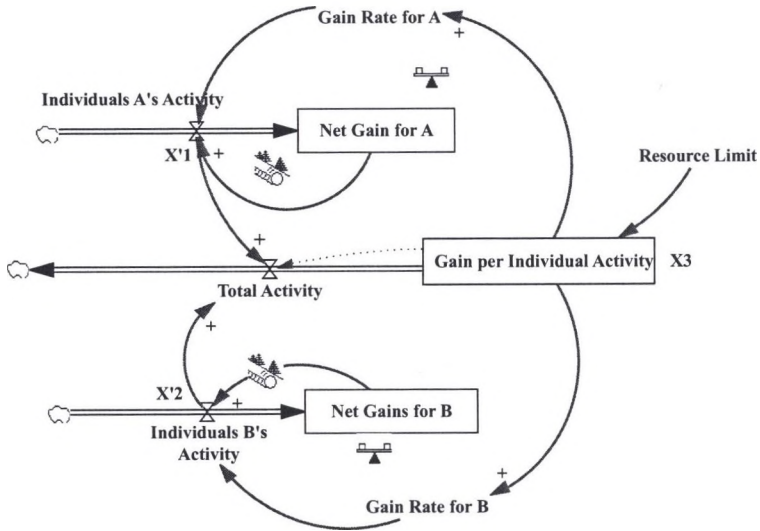 Gain Rate for A
+
Individuals A's Activity
Net Gain for A
X'1
+
Resource Limit
+
Gain per Individual Activity X3
Total Activity
+
X'2
+
Net Gains for B
Individuals B's
Activity
+
Gain Rate for B